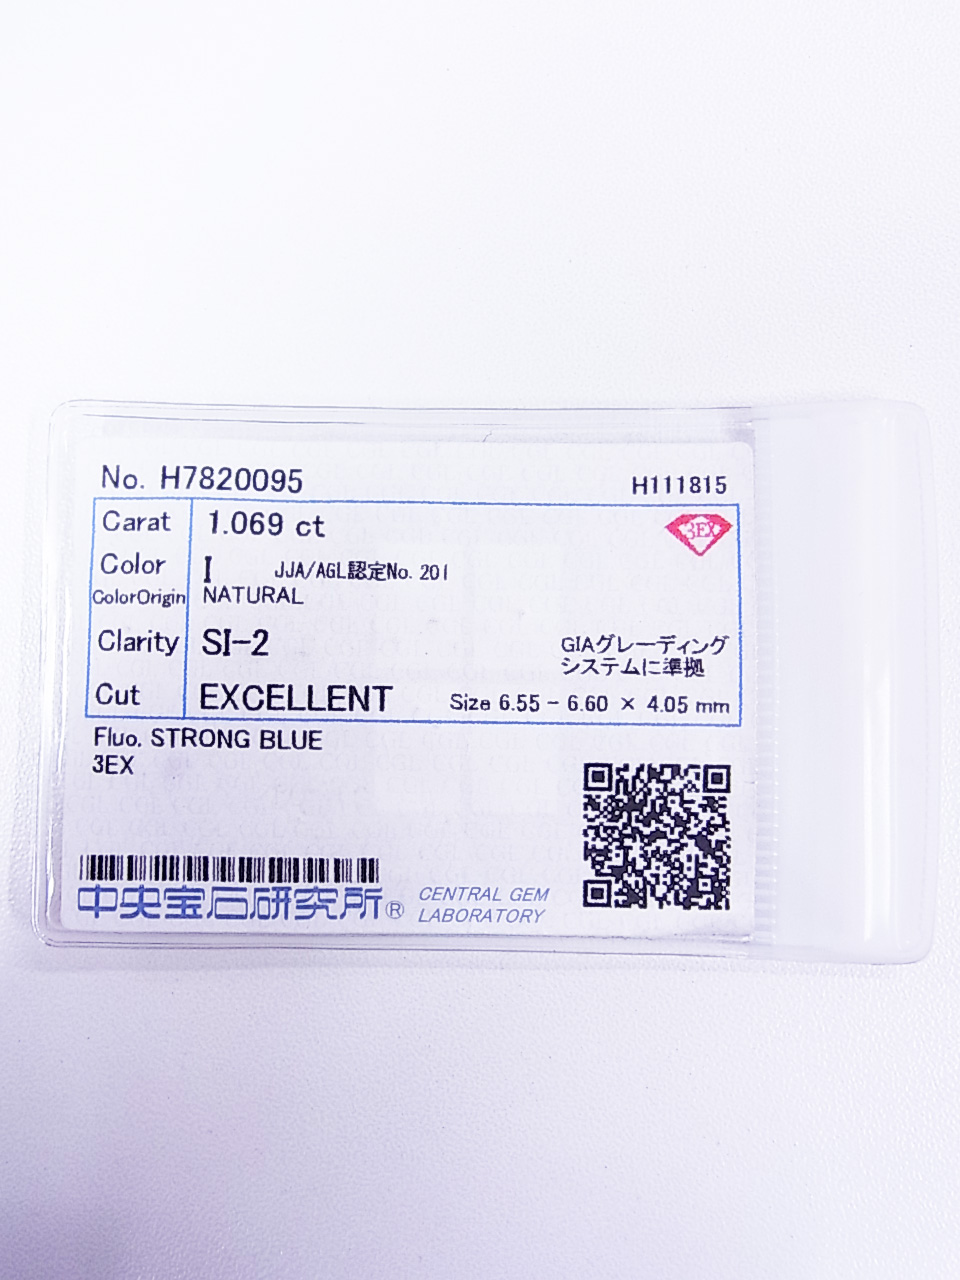 No. H7820095
H111815
Carat 1.069 ct
3EX
Color I JJA/AGL認定No. 201
ColorOrigin NATURAL
Clarity SI-2
GIAグレーディング
システムに準拠
Cut EXCELLENT Size 6.55 - 6.60 × 4.05 mm
Fluo. STRONG BLUE
3EX
中央宝石研究所® CENTRAL GEM
LABORATORY